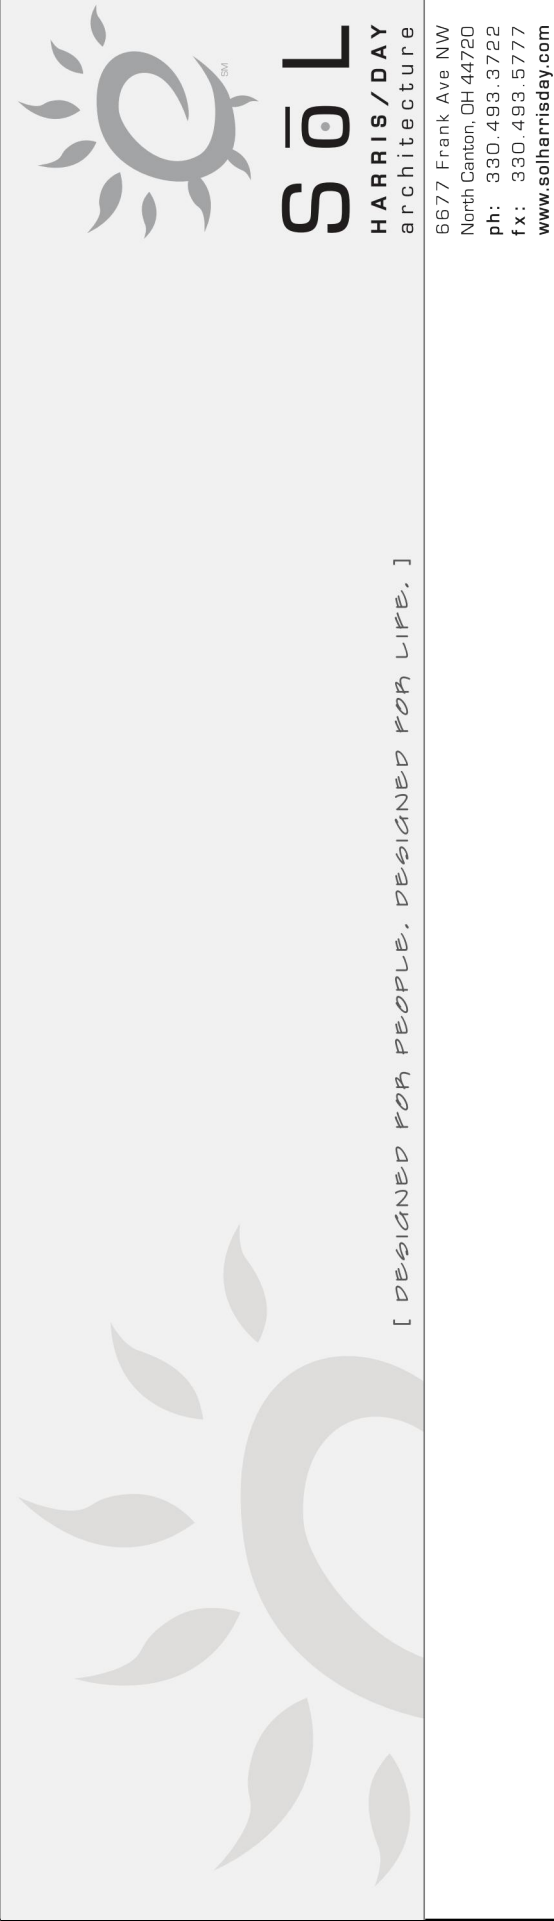 SōL
HARRIS/DAY
architecture
SM
6677 Frank Ave NW
North Canton, OH 44720
ph: 330.493.3722
fx: 330.493.5777
www.solharrisday.com
[ DESIGNED FOR PEOPLE. DESIGNED FOR LIFE. ]